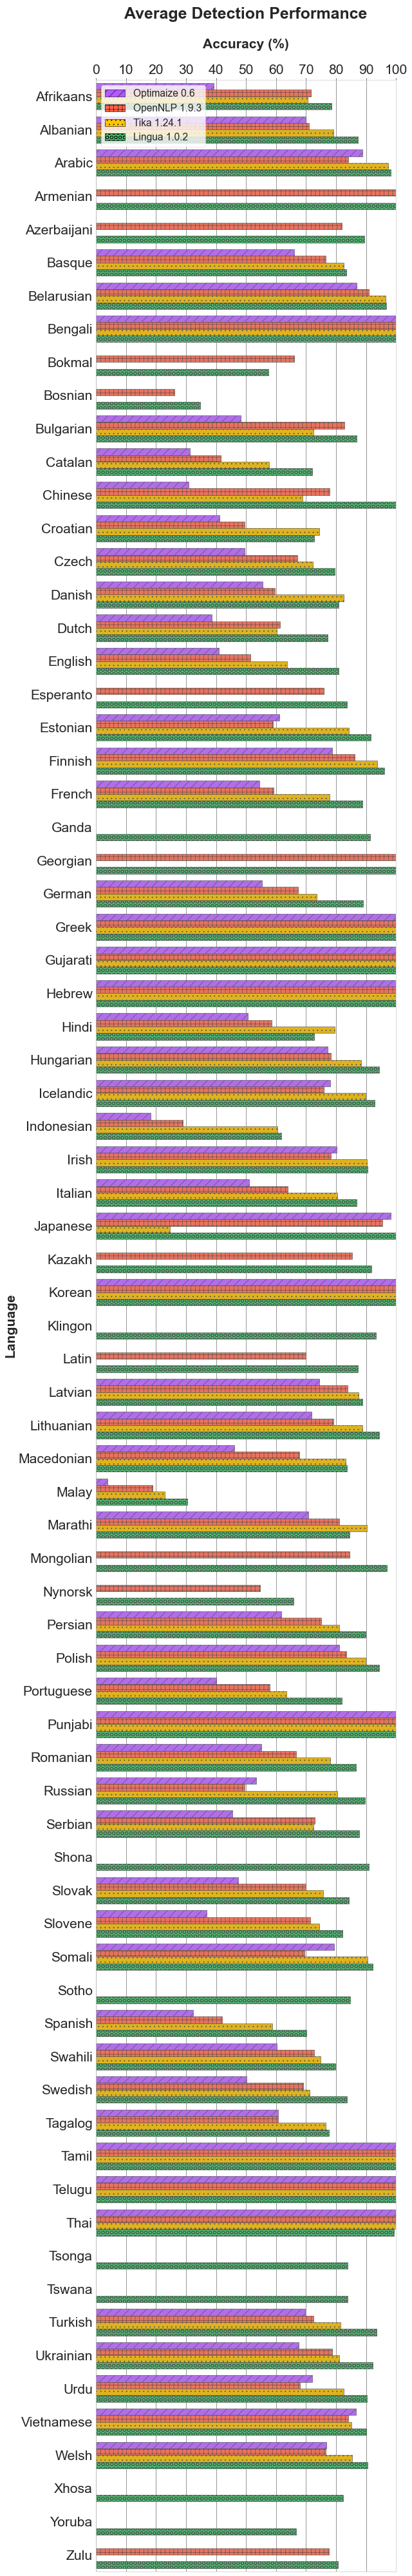 Average Detection Performance
Accuracy (%)
0 10 20 30 40 50 60 70 80 90 100
Optimaize 0.6
OpenNLP 1.9.3
Tika 1.24.1
Lingua 1.0.2
Afrikaans
Albanian
Arabic
Armenian
Azerbaijani
Basque
Belarusian
Bengali
Bokmal
Bosnian
Bulgarian
Catalan
Chinese
Croatian
Czech
Danish
Dutch
English
Esperanto
Estonian
Finnish
French
Ganda
Georgian
German
Greek
Gujarati
Hebrew
Hindi
Hungarian
Icelandic
Indonesian
Irish
Italian
Japanese
Kazakh
Korean
Klingon
Language
Latin
Latvian
Lithuanian
Macedonian
Malay
Marathi
Mongolian
Nynorsk
Persian
Polish
Portuguese
Punjabi
Romanian
Russian
Serbian
Shona
Slovak
Slovene
Somali
Sotho
Spanish
Swahili
Swedish
Tagalog
Tamil
Telugu
Thai
Tsonga
Tswana
Turkish
Ukrainian
Urdu
Vietnamese
Welsh
Xhosa
Yoruba
Zulu